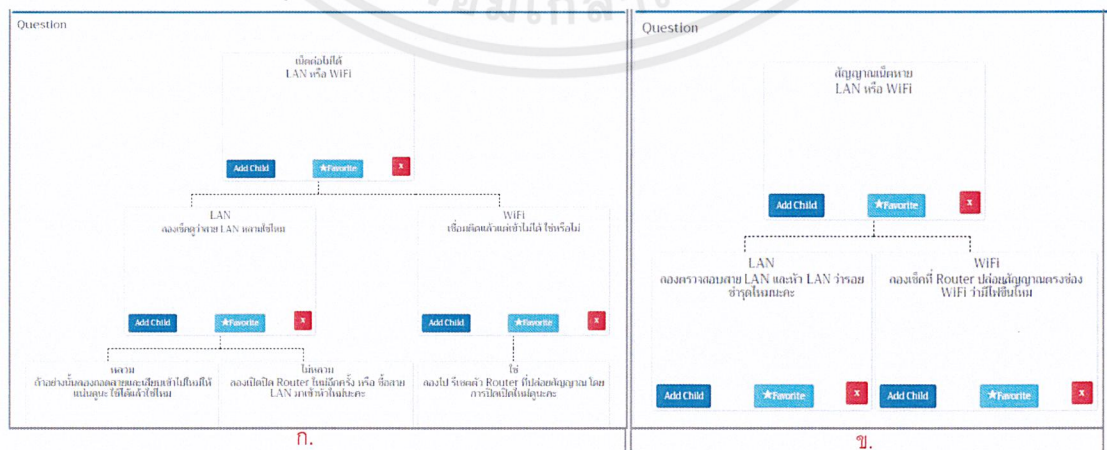 Question
เน็ตต่อไม่ได้
LAN หรือ WiFi
Add Child
★Favorite
x
LAN
ลองเช็คดูว่าสาย LAN หลวมใช่ไหม
Add Child
★Favorite
x
WiFi
เชื่อมติดแล้วแต่เข้าไม่ได้ ใช่หรือไม่
Add Child
★Favorite
x
หลวม
ถ้าอย่างนั้นลองถอดสายและเสียบเข้าไปใหม่ให้
แน่นดูนะ ใช้ได้แล้วใช่ไหม
ไม่หลวม
ลองเปิดปิด Router ใหม่อีกครั้ง หรือ ซื้อสาย
LAN มาเข้าหัวใหม่นะคะ
ใช่
ลองไป รีเซตตัว Router ที่ปล่อยสัญญาณ โดย
การปิดเปิดใหม่ดูนะคะ
ก.
Question
สัญญาณเน็ตหาย
LAN หรือ WiFi
Add Child
★Favorite
x
LAN
ลองตรวจสอบสาย LAN และหัว LAN ว่ารอย
ชำรุดไหมนะคะ
Add Child
★Favorite
x
WiFi
ลองเช็คที่ Router ปล่อยสัญญาณตรงช่อง
WiFi ว่ามีไฟขึ้นไหม
Add Child
★Favorite
x
ข.